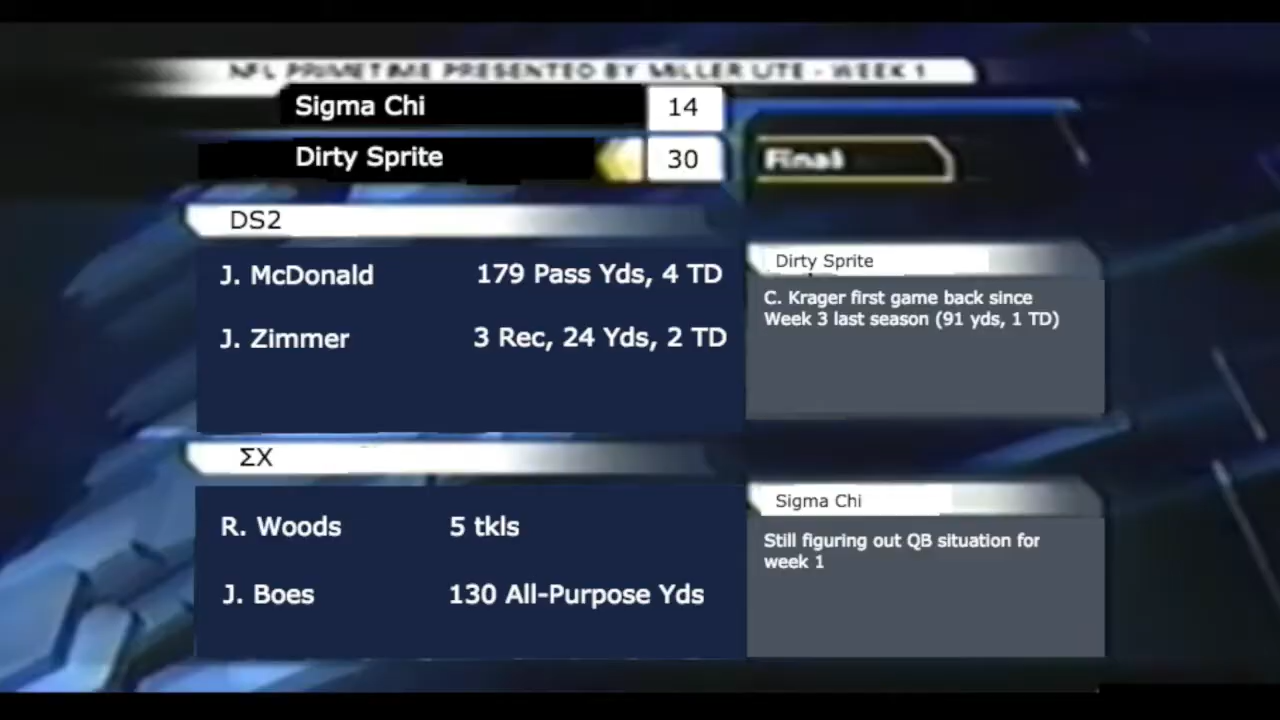 NFL PRIMETIME PRESENTED BY MILLER LITE - WEEK 1
Sigma Chi 14
Dirty Sprite 30
Final
DS2
J. McDonald 179 Pass Yds, 4 TD
J. Zimmer 3 Rec, 24 Yds, 2 TD
Dirty Sprite
C. Krager first game back since
Week 3 last season (91 yds, 1 TD)
ΣΧ
R. Woods 5 tkls
J. Boes 130 All-Purpose Yds
Sigma Chi
Still figuring out QB situation for
week 1